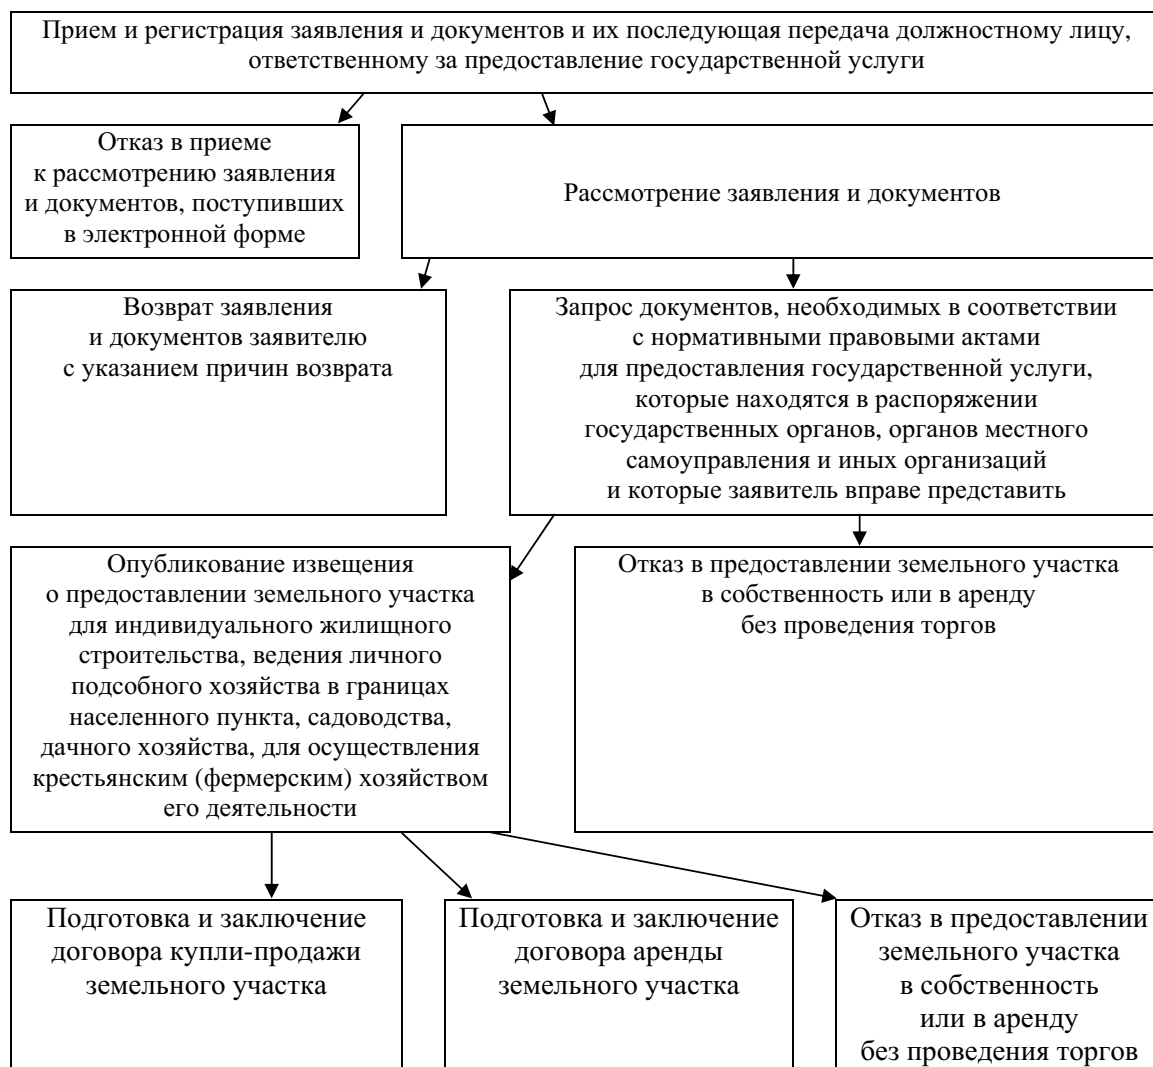 Прием и регистрация заявления и документов и их последующая передача должностному лицу,
ответственному за предоставление государственной услуги
Отказ в приеме
к рассмотрению заявления
и документов, поступивших
в электронной форме
Рассмотрение заявления и документов
Возврат заявления
и документов заявителю
с указанием причин возврата
Запрос документов, необходимых в соответствии
с нормативными правовыми актами
для предоставления государственной услуги,
которые находятся в распоряжении
государственных органов, органов местного
самоуправления и иных организаций
и которые заявитель вправе представить
Опубликование извещения
о предоставлении земельного участка
для индивидуального жилищного
строительства, ведения личного
подсобного хозяйства в границах
населенного пункта, садоводства,
дачного хозяйства, для осуществления
крестьянским (фермерским) хозяйством
его деятельности
Отказ в предоставлении земельного участка
в собственность или в аренду
без проведения торгов
Подготовка и заключение
договора купли-продажи
земельного участка
Подготовка и заключение
договора аренды
земельного участка
Отказ в предоставлении
земельного участка
в собственность
или в аренду
без проведения торгов